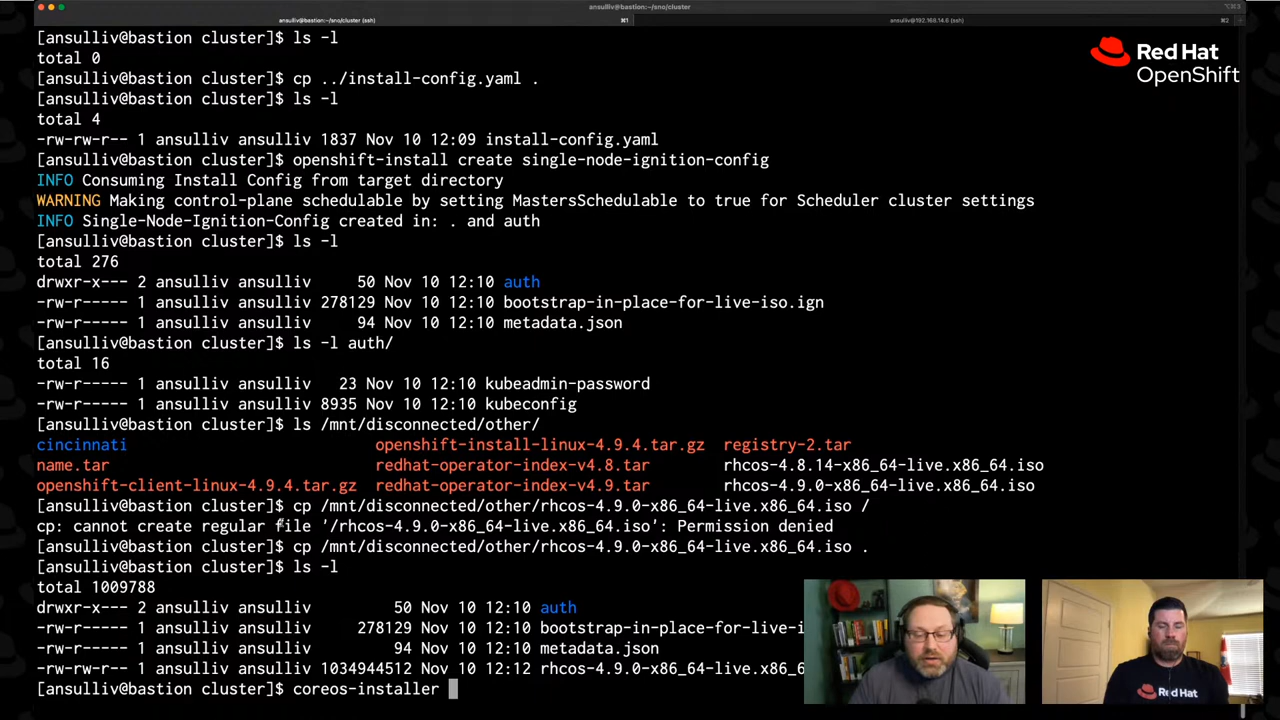 ansulliv@bastion:~/sno/cluster
⌥⌘3
ansulliv@bastion:~/sno/cluster (ssh)
⌘1
ansulliv@192.168.14.6 (ssh)
⌘2
[ansulliv@bastion cluster]$ ls -l
total 0
[ansulliv@bastion cluster]$ cp ../install-config.yaml .
[ansulliv@bastion cluster]$ ls -l
total 4
-rw-rw-r-- 1 ansulliv ansulliv 1837 Nov 10 12:09 install-config.yaml
[ansulliv@bastion cluster]$ openshift-install create single-node-ignition-config
INFO Consuming Install Config from target directory
WARNING Making control-plane schedulable by setting MastersSchedulable to true for Scheduler cluster settings
INFO Single-Node-Ignition-Config created in: . and auth
[ansulliv@bastion cluster]$ ls -l
total 276
drwxr-x--- 2 ansulliv ansulliv 50 Nov 10 12:10 auth
-rw-r----- 1 ansulliv ansulliv 278129 Nov 10 12:10 bootstrap-in-place-for-live-iso.ign
-rw-r----- 1 ansulliv ansulliv 94 Nov 10 12:10 metadata.json
[ansulliv@bastion cluster]$ ls -l auth/
total 16
-rw-r----- 1 ansulliv ansulliv 23 Nov 10 12:10 kubeadmin-password
-rw-r----- 1 ansulliv ansulliv 8935 Nov 10 12:10 kubeconfig
[ansulliv@bastion cluster]$ ls /mnt/disconnected/other/
cincinnati openshift-install-linux-4.9.4.tar.gz registry-2.tar
name.tar redhat-operator-index-v4.8.tar rhcos-4.8.14-x86_64-live.x86_64.iso
openshift-client-linux-4.9.4.tar.gz redhat-operator-index-v4.9.tar rhcos-4.9.0-x86_64-live.x86_64.iso
[ansulliv@bastion cluster]$ cp /mnt/disconnected/other/rhcos-4.9.0-x86_64-live.x86_64.iso /
cp: cannot create regular file '/rhcos-4.9.0-x86_64-live.x86_64.iso': Permission denied
[ansulliv@bastion cluster]$ cp /mnt/disconnected/other/rhcos-4.9.0-x86_64-live.x86_64.iso .
[ansulliv@bastion cluster]$ ls -l
total 1009788
drwxr-x--- 2 ansulliv ansulliv 50 Nov 10 12:10 auth
-rw-r----- 1 ansulliv ansulliv 278129 Nov 10 12:10 bootstrap-in-place-for-live-i
-rw-r----- 1 ansulliv ansulliv 94 Nov 10 12:10 metadata.json
-rw-rw-r-- 1 ansulliv ansulliv 1034944512 Nov 10 12:12 rhcos-4.9.0-x86_64-live.x86_6
[ansulliv@bastion cluster]$ coreos-installer
Red Hat
OpenShift
Red Hat